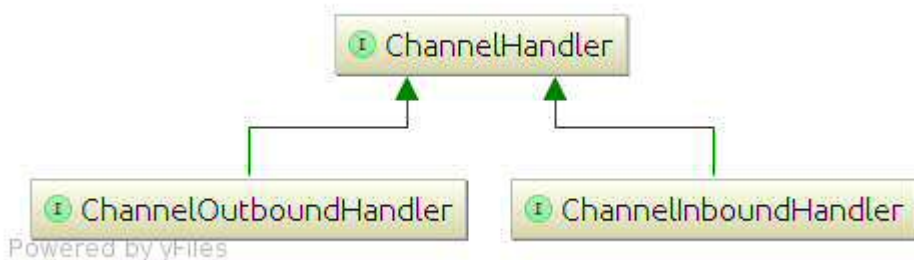 I ChannelHandler
I ChannelOutboundHandler
I ChannelInboundHandler
Powered by yFiles